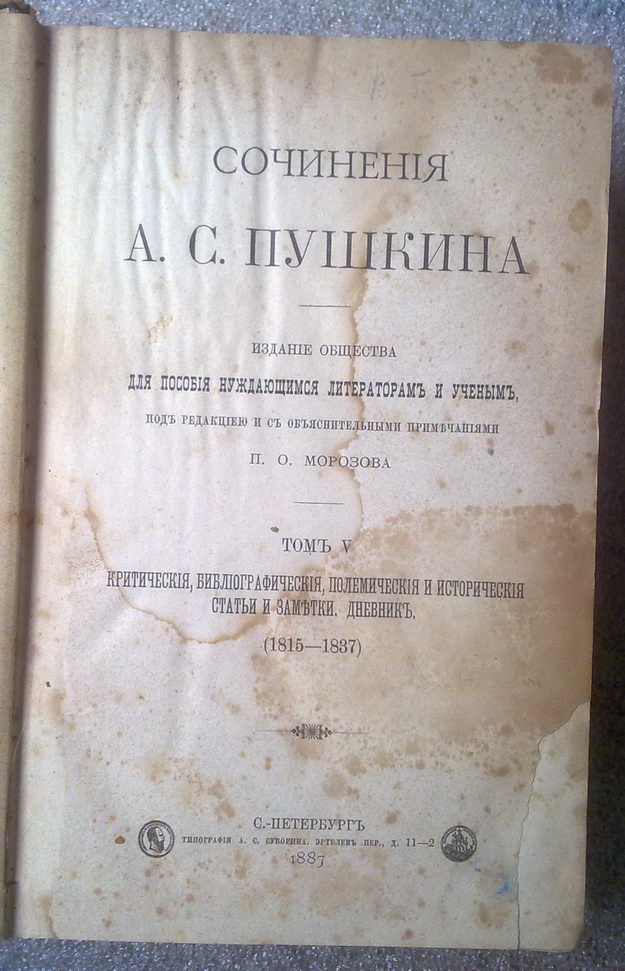 СОЧИНЕНІЯ
А. С. ПУШКИНА
ИЗДАНІЕ ОБЩЕСТВА
ДЛЯ ПОСОБІЯ НУЖДАЮЩИМСЯ ЛИТЕРАТОРАМЪ И УЧЕНЫМЪ,
ПОДЪ РЕДАКЦІЕЮ И СЪ ОБЪЯСНИТЕЛЬНЫМИ ПРИМѢЧАНІЯМИ
П. О. МОРОЗОВА
ТОМЪ V
КРИТИЧЕСКІЯ, БИБЛІОГРАФИЧЕСКІЯ, ПОЛЕМИЧЕСКІЯ И ИСТОРИЧЕСКІЯ
СТАТЬИ И ЗАМѢТКИ. ДНЕВНИКЪ.
(1815—1837)
С.-ПЕТЕРБУРГЪ
ТИПОГРАФІЯ А. С. СУВОРИНА. ЭРТЕЛЕВЪ ПЕР., Д. 11—2
1887